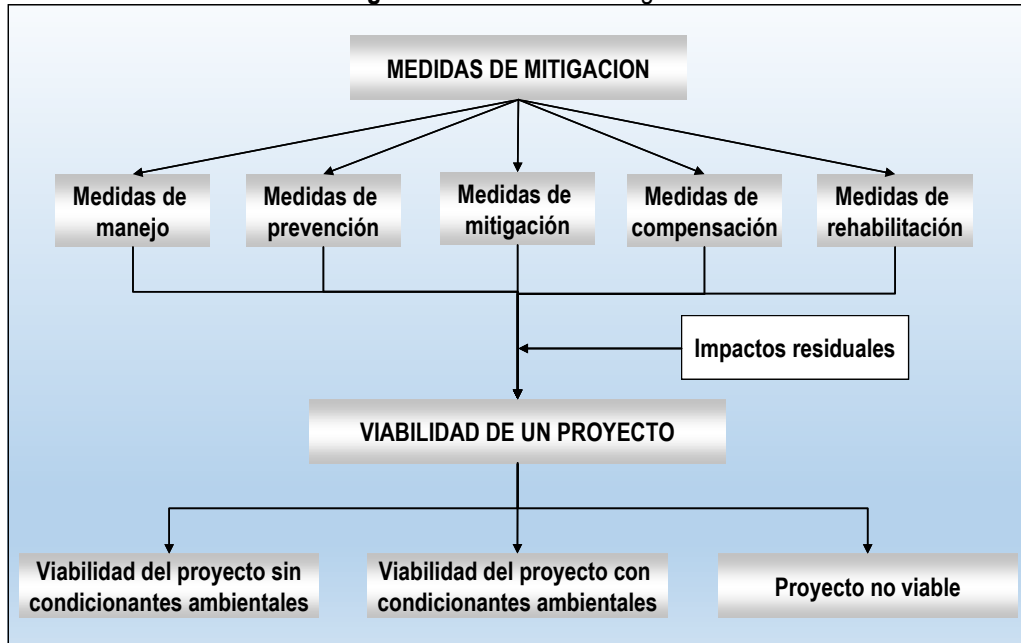 MEDIDAS DE MITIGACION
Medidas de
manejo
Medidas de
prevención
Medidas de
mitigación
Medidas de
compensación
Medidas de
rehabilitación
Impactos residuales
VIABILIDAD DE UN PROYECTO
Viabilidad del proyecto sin
condicionantes ambientales
Viabilidad del proyecto con
condicionantes ambientales
Proyecto no viable